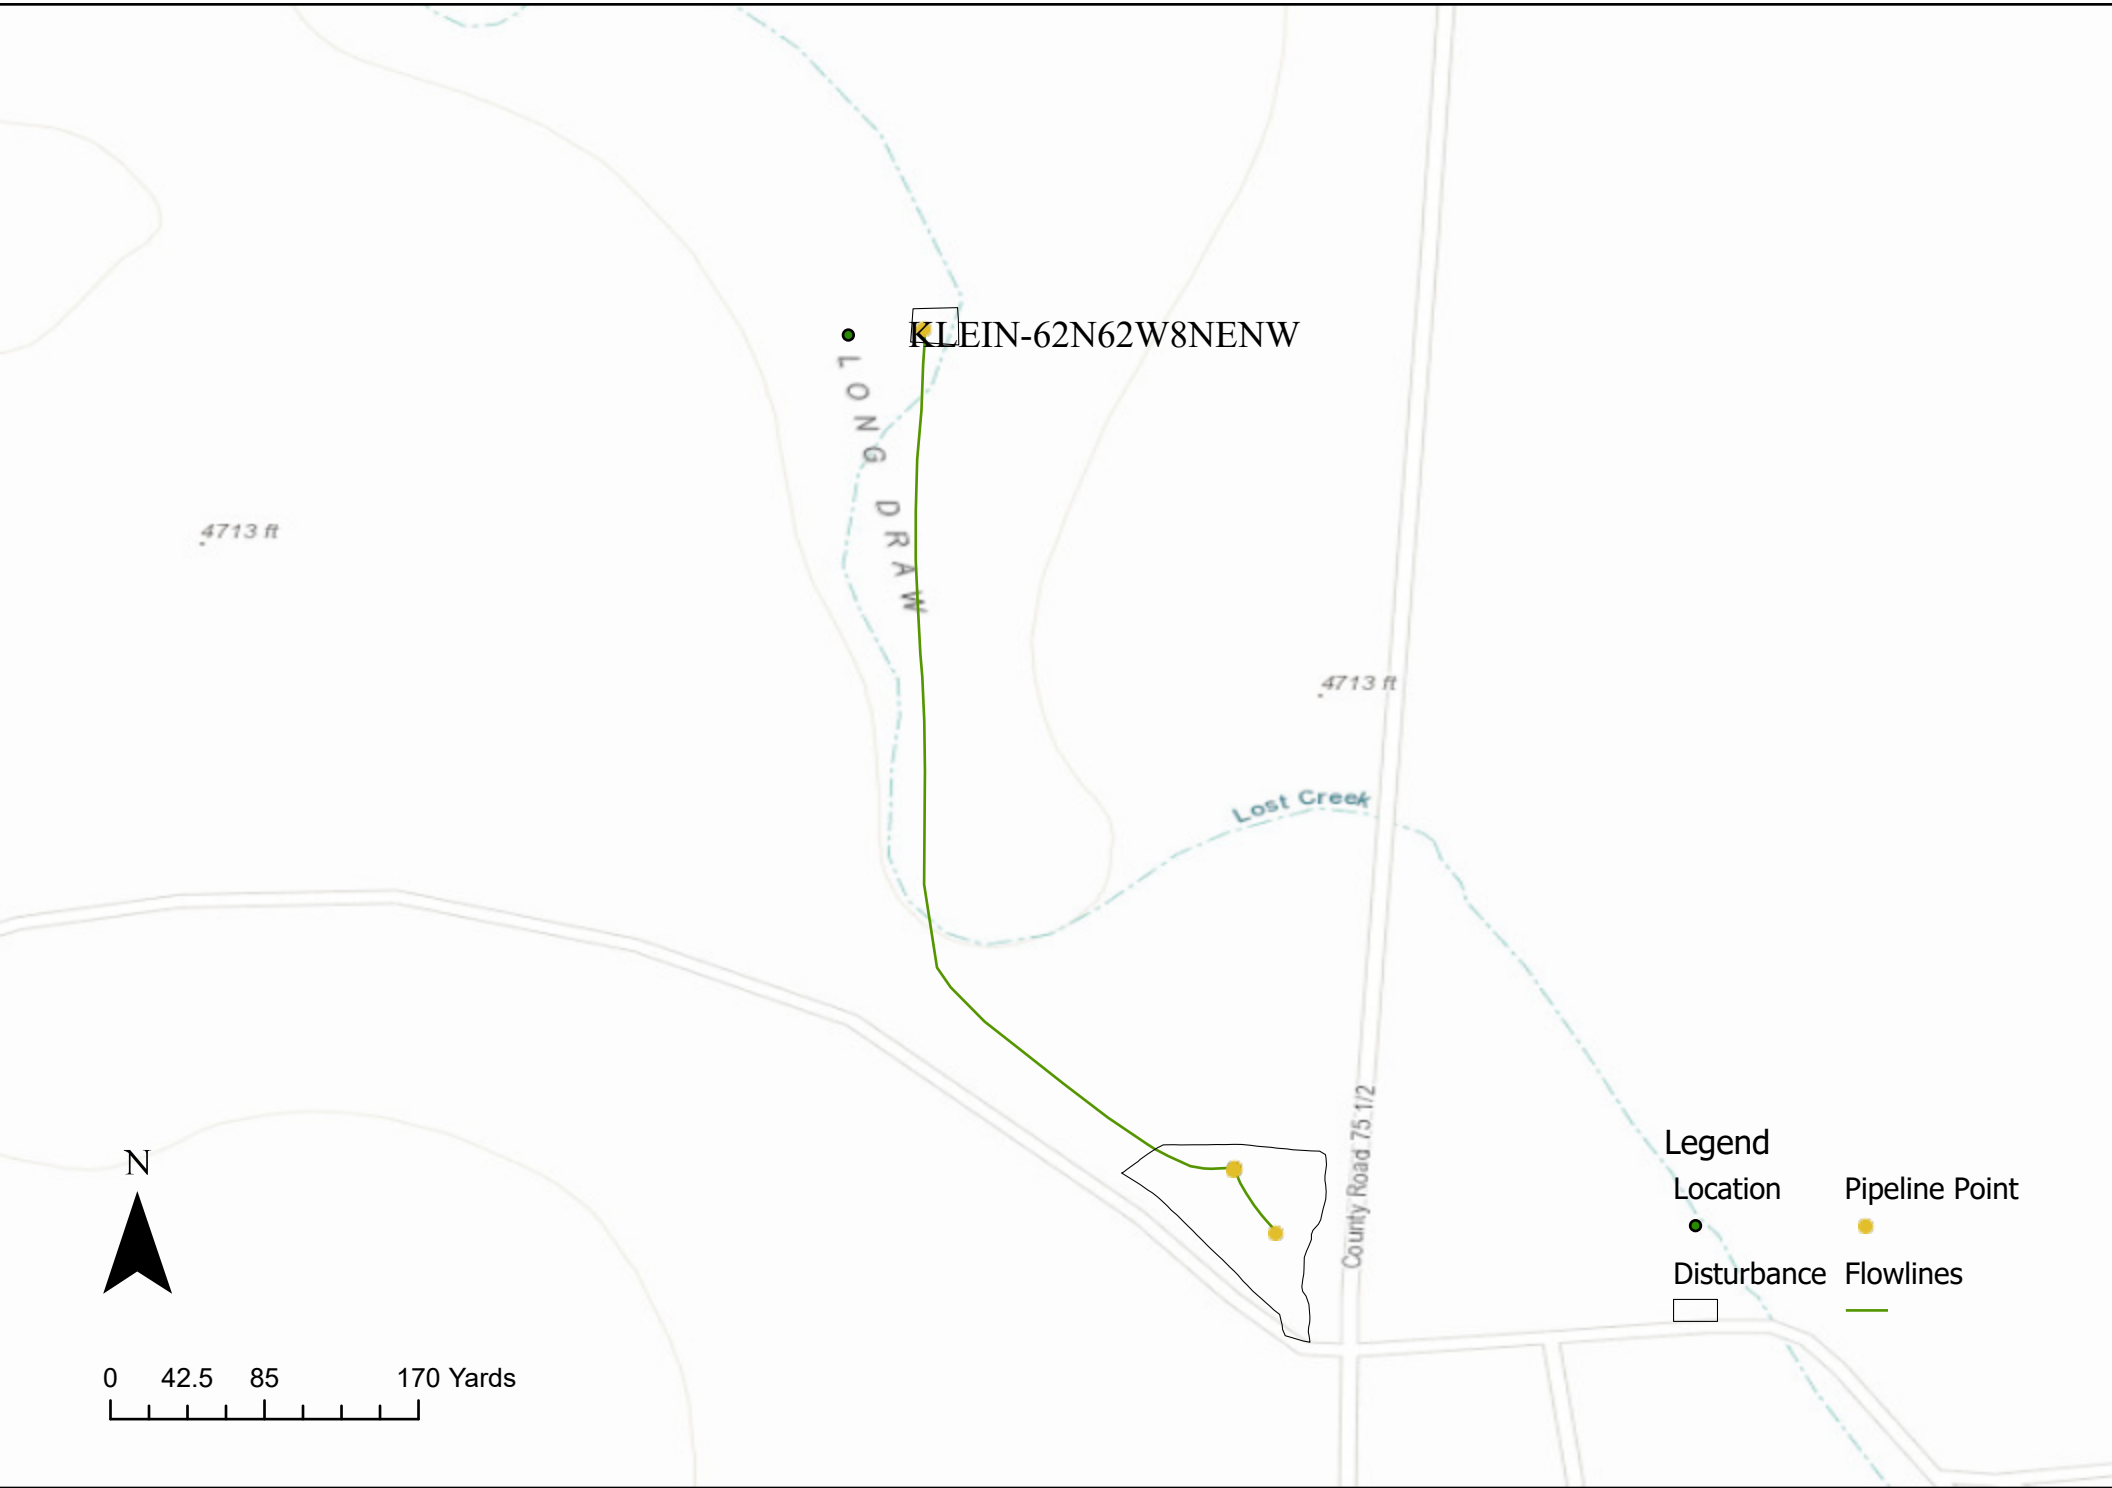 KLEIN-62N62W8NENW
LONG DRAW
4713 ft
4713 ft
Lost Creek
County Road 75 1/2
N
0 42.5 85 170 Yards
Legend
Location Pipeline Point
Disturbance Flowlines